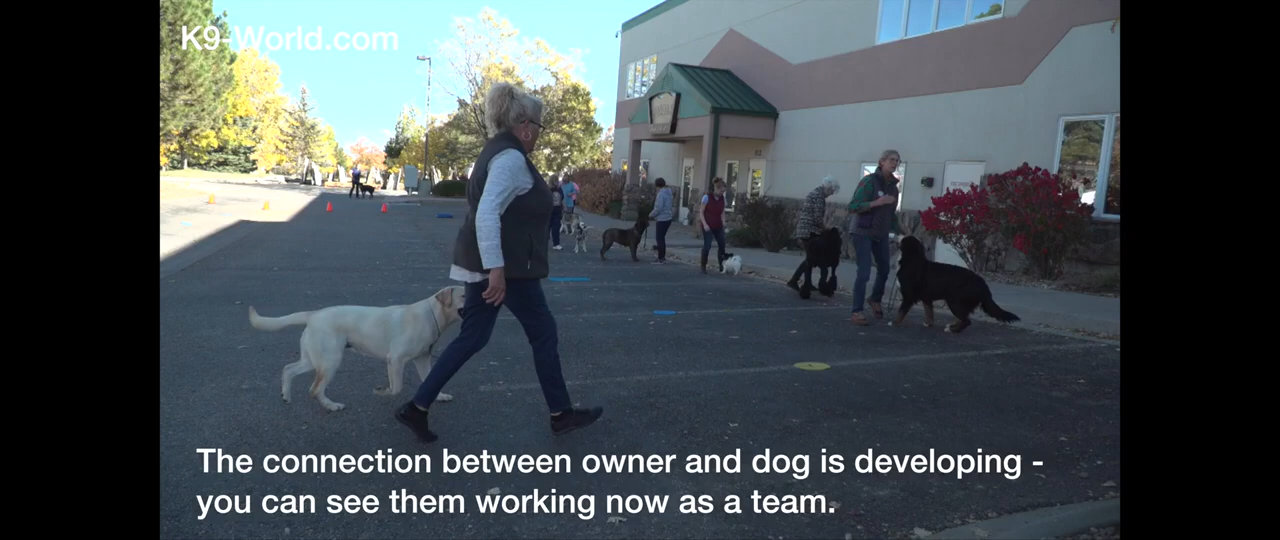 K9-World.com
The connection between owner and dog is developing -
you can see them working now as a team.